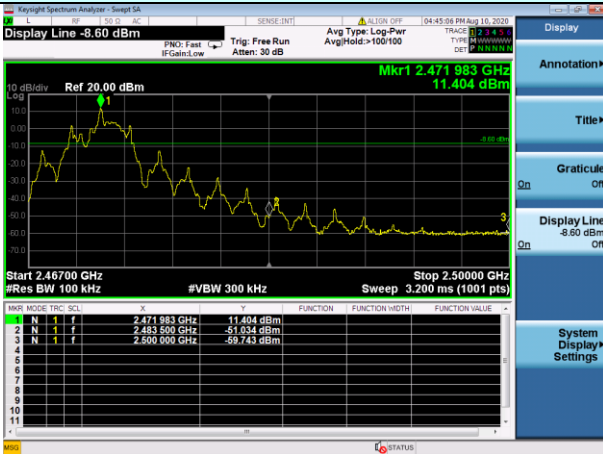 Keysight Spectrum Analyzer - Swept SA
L RF 50 Ω AC SENSE:INT ALIGN OFF 04:45:06 PM Aug 10, 2020
Display Line -8.60 dBm
PNO: Fast
IFGain:Low
Trig: Free Run
Atten: 30 dB
Avg Type: Log-Pwr
Avg|Hold:>100/100
TRACE 1 2 3 4 5 6
TYPE M W W W W W
DET P N N N N N
Mkr1 2.471 983 GHz
11.404 dBm
10 dB/div Ref 20.00 dBm
Log
10.0
0.00
-10.0
-20.0
-30.0
-40.0
-50.0
-60.0
-70.0
1
2
3
Start 2.46700 GHz Stop 2.50000 GHz
#Res BW 100 kHz #VBW 300 kHz Sweep 3.200 ms (1001 pts)
MKR MODE TRC SCL X Y FUNCTION FUNCTION WIDTH FUNCTION VALUE
1 N 1 f 2.471 983 GHz 11.404 dBm
2 N 1 f 2.483 500 GHz -51.034 dBm
3 N 1 f 2.500 000 GHz -59.743 dBm
4
5
6
7
8
9
10
11
MSG STATUS
Display
Annotation
Title
Graticule
On Off
Display Line
-8.60 dBm
On Off
System
Display
Settings